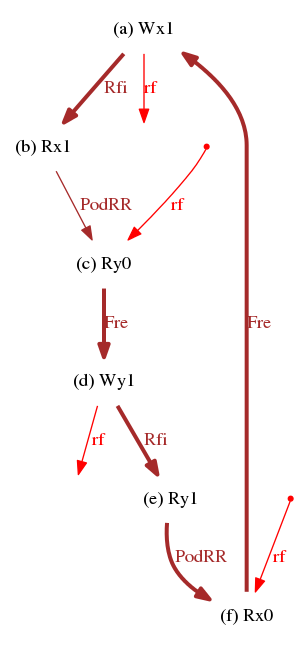 (a) Wx1
Rfi
rf
(b) Rx1
PodRR
rf
(c) Ry0
Fre
Fre
(d) Wy1
rf
Rfi
(e) Ry1
PodRR
rf
(f) Rx0